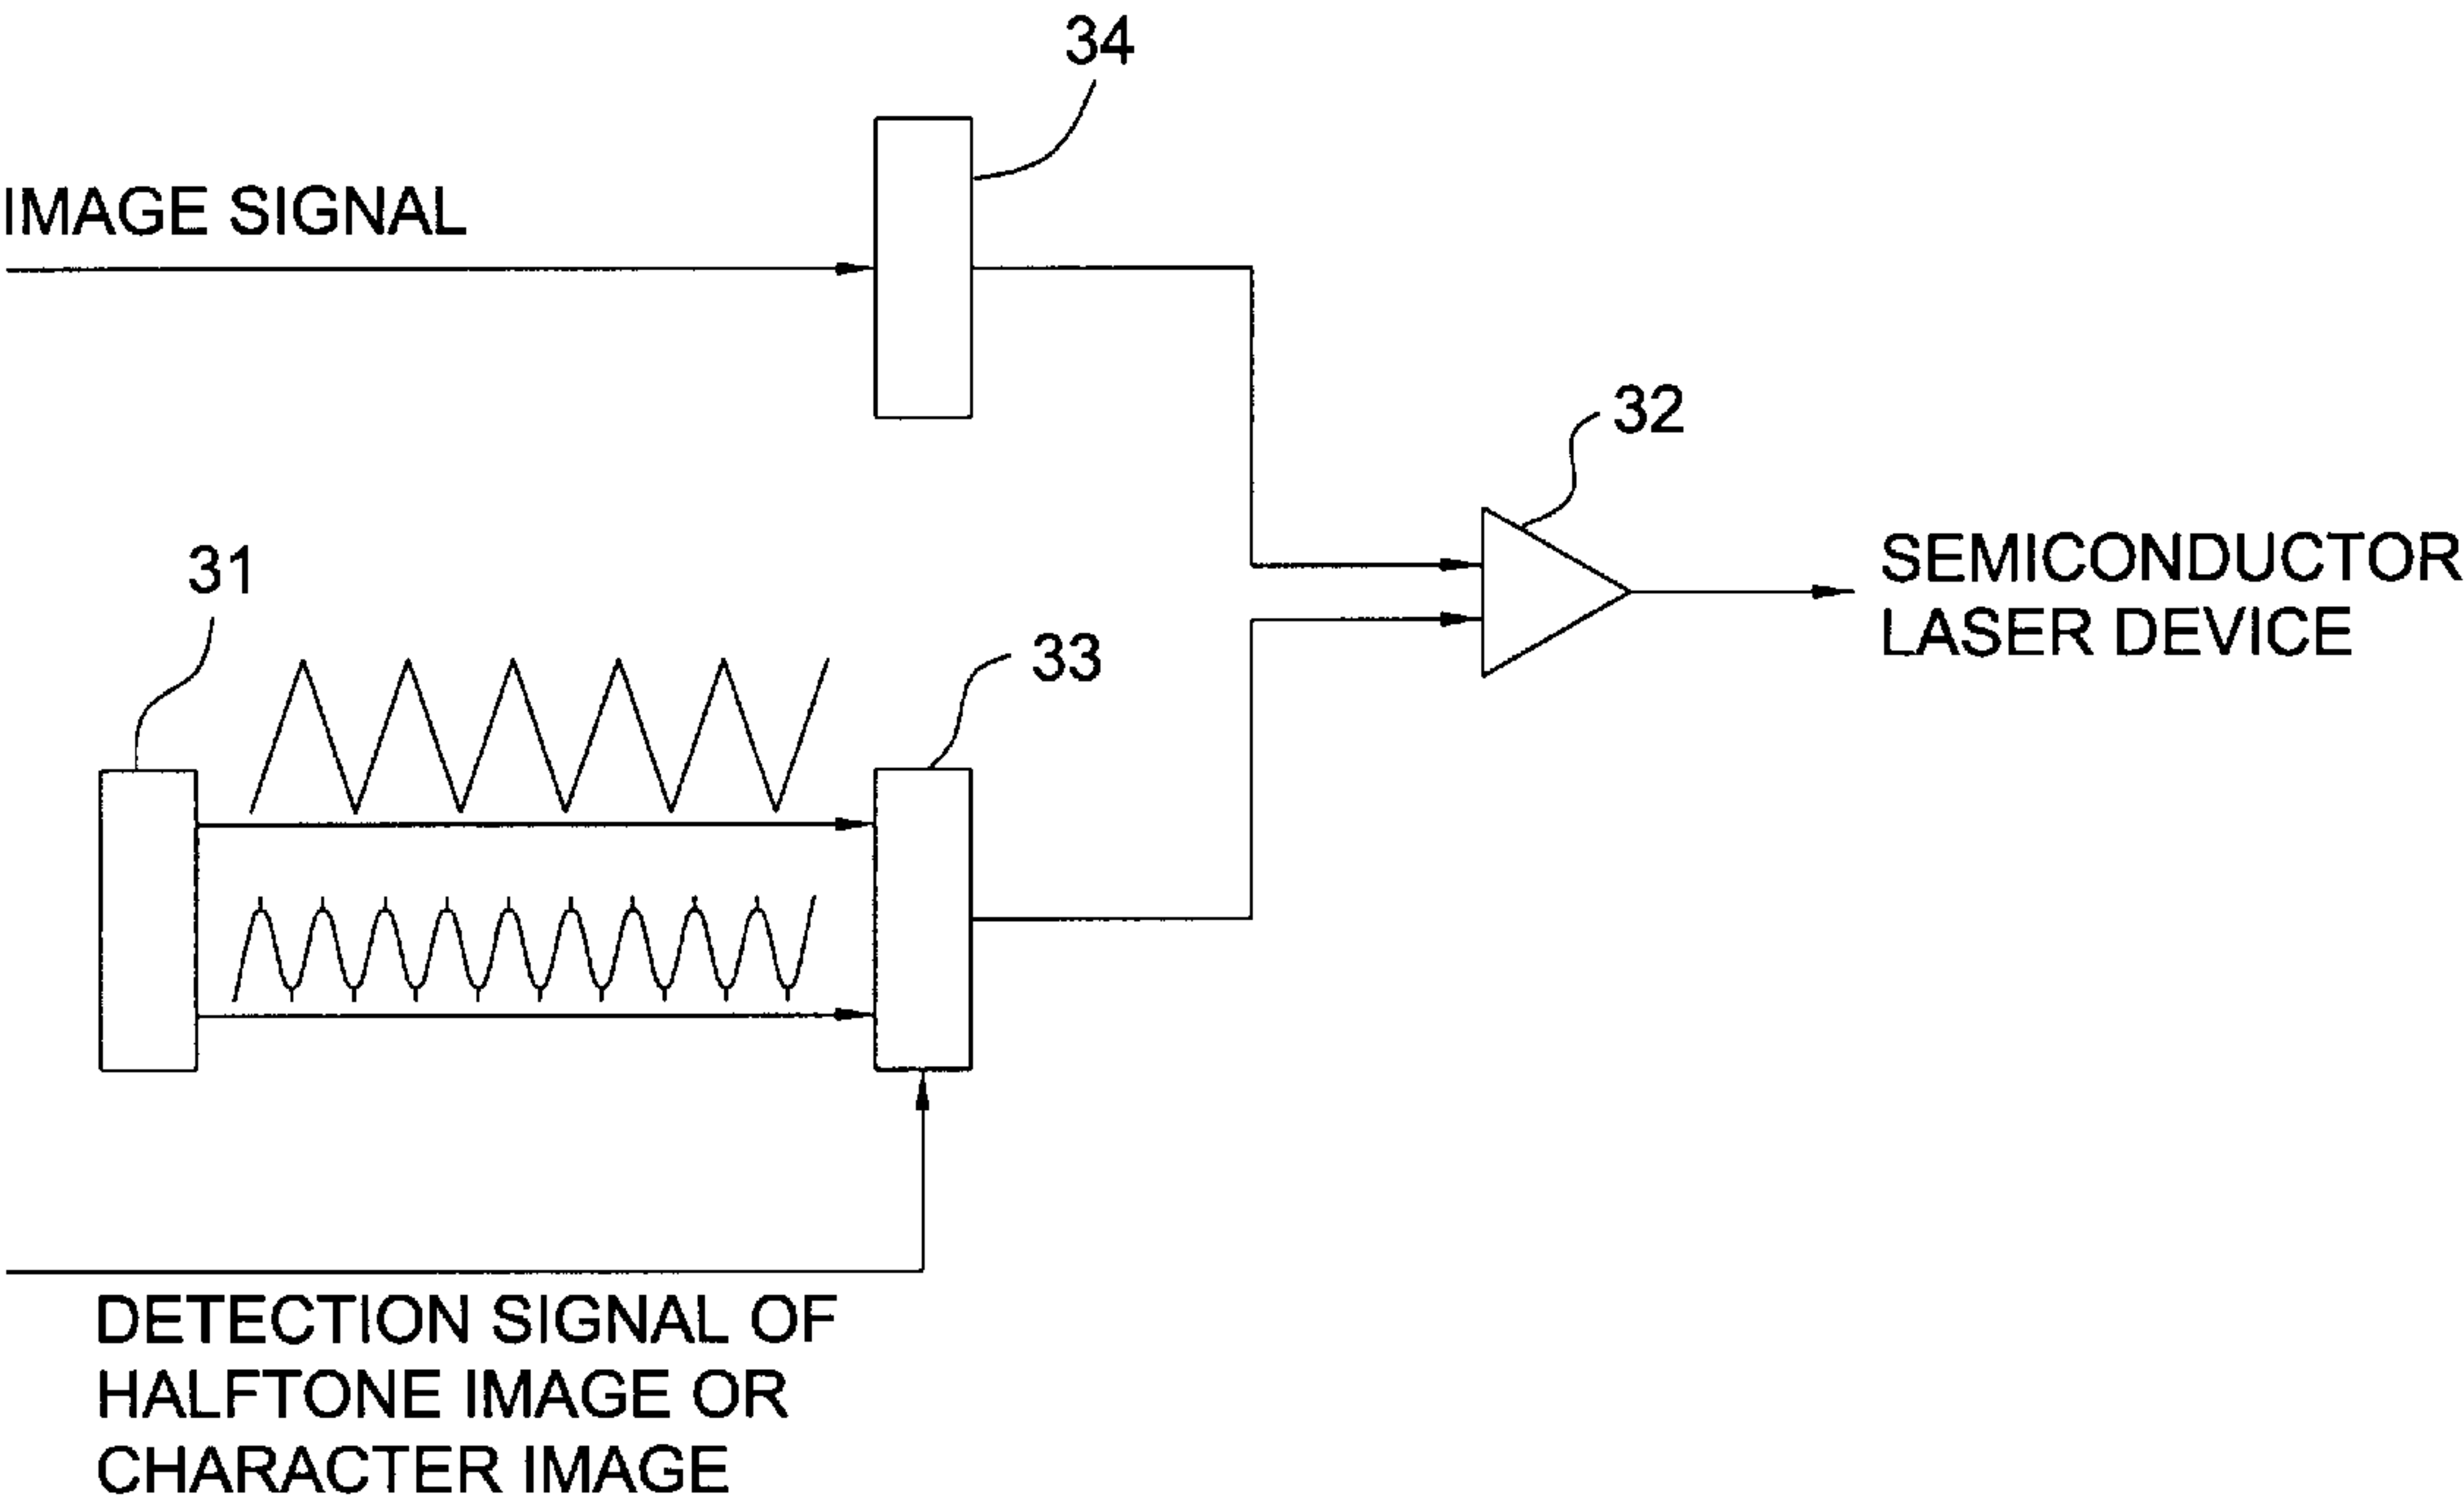 34
IMAGE SIGNAL
32
31
SEMICONDUCTOR
LASER DEVICE
33
DETECTION SIGNAL OF
HALFTONE IMAGE OR
CHARACTER IMAGE